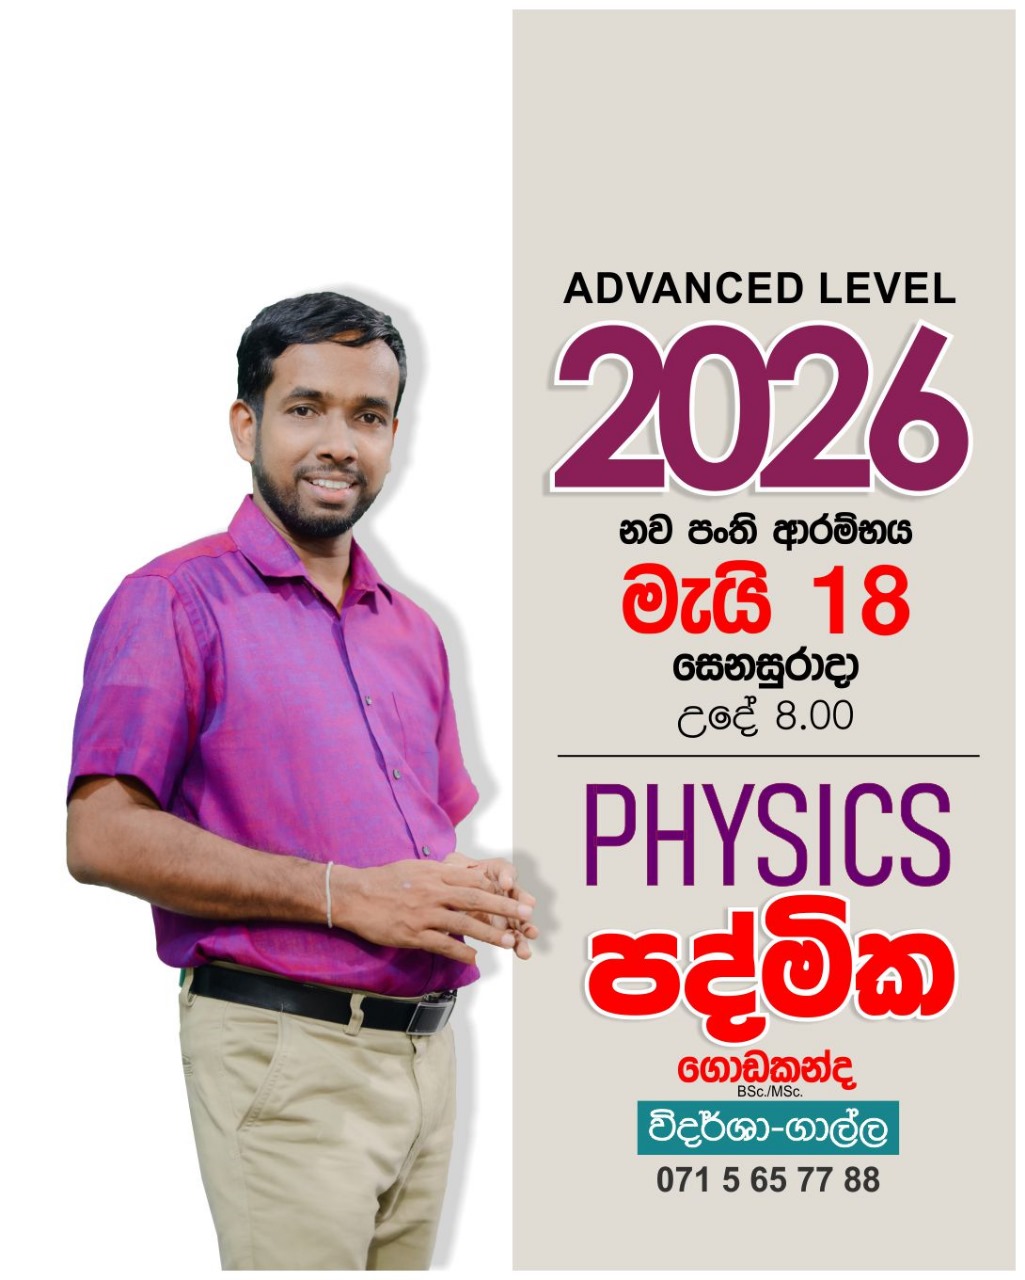 ADVANCED LEVEL
2026
නව පංති ආරම්භය
මැයි 18
සෙනසුරාදා
උදේ 8.00
PHYSICS
පද්මික
ගොඩකන්ද
BSc./MSc.
විදර්ශා-ගාල්ල
071 5 65 77 88